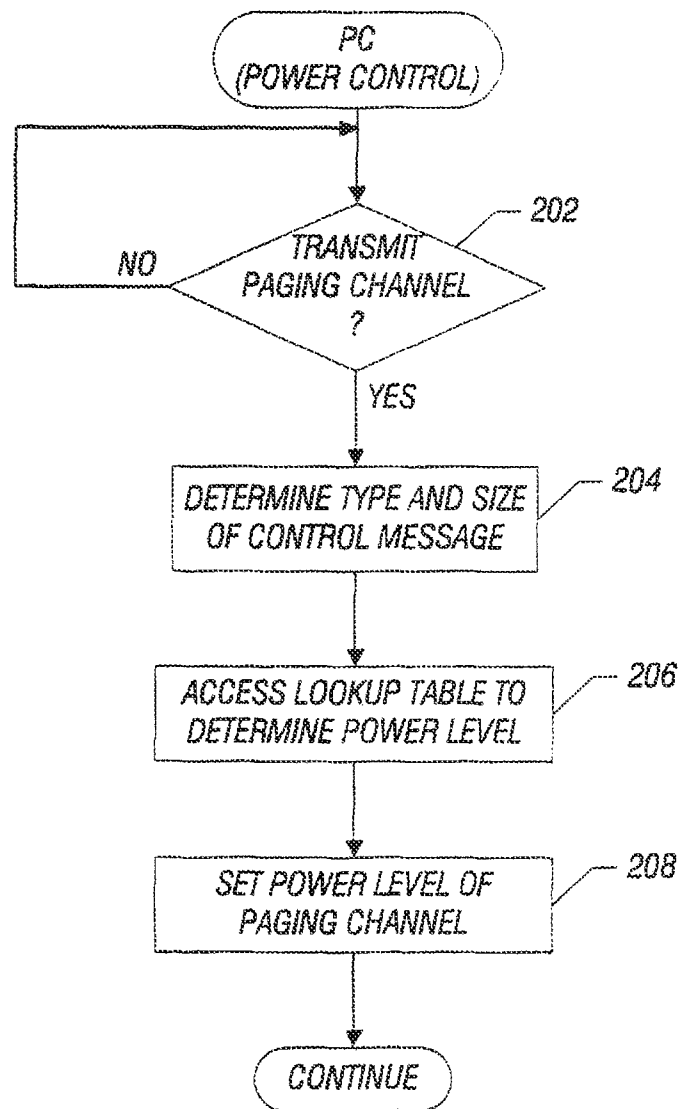 PC
(POWER CONTROL)
202
TRANSMIT
PAGING CHANNEL
?
NO
YES
204
DETERMINE TYPE AND SIZE
OF CONTROL MESSAGE
206
ACCESS LOOKUP TABLE TO
DETERMINE POWER LEVEL
208
SET POWER LEVEL OF
PAGING CHANNEL
CONTINUE